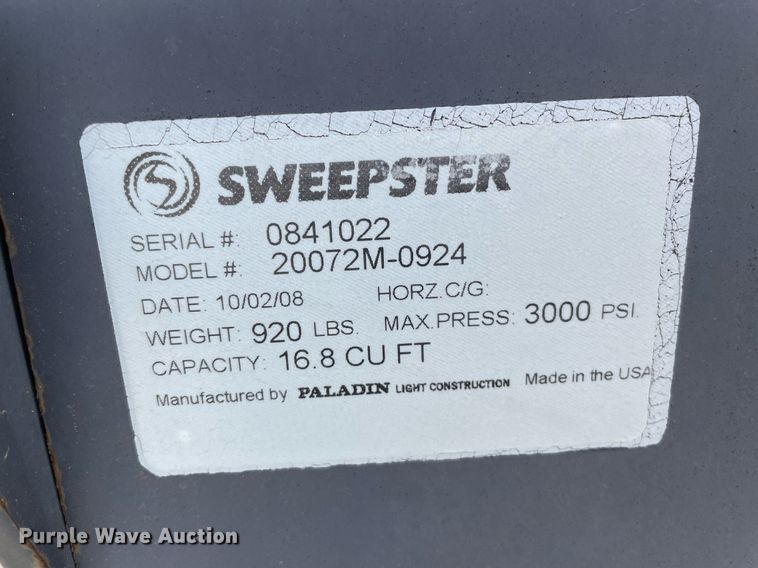 SWEEPSTER
SERIAL #: 0841022
MODEL #: 20072M-0924
DATE: 10/02/08 HORZ.C/G:
WEIGHT: 920 LBS. MAX.PRESS: 3000 PSI.
CAPACITY: 16.8 CU FT
Manufactured by PALADIN LIGHT CONSTRUCTION Made in the USA
Purple Wave Auction